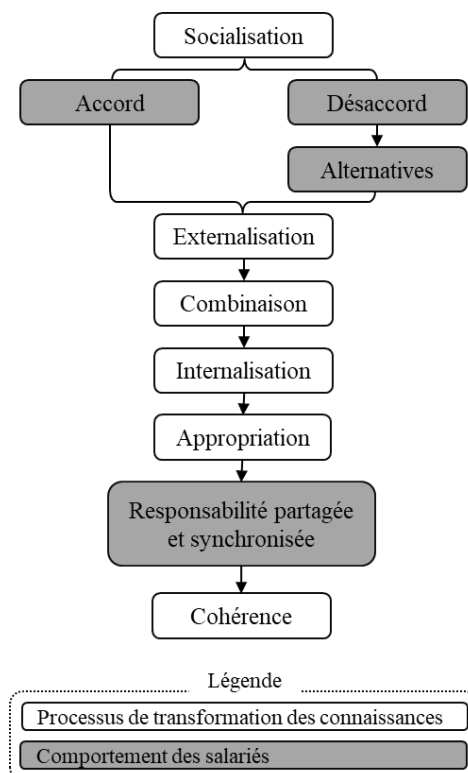 Socialisation
Accord
Désaccord
Alternatives
Externalisation
Combinaison
Internalisation
Appropriation
Responsabilité partagée
et synchronisée
Cohérence
Légende
Processus de transformation des connaissances
Comportement des salariés